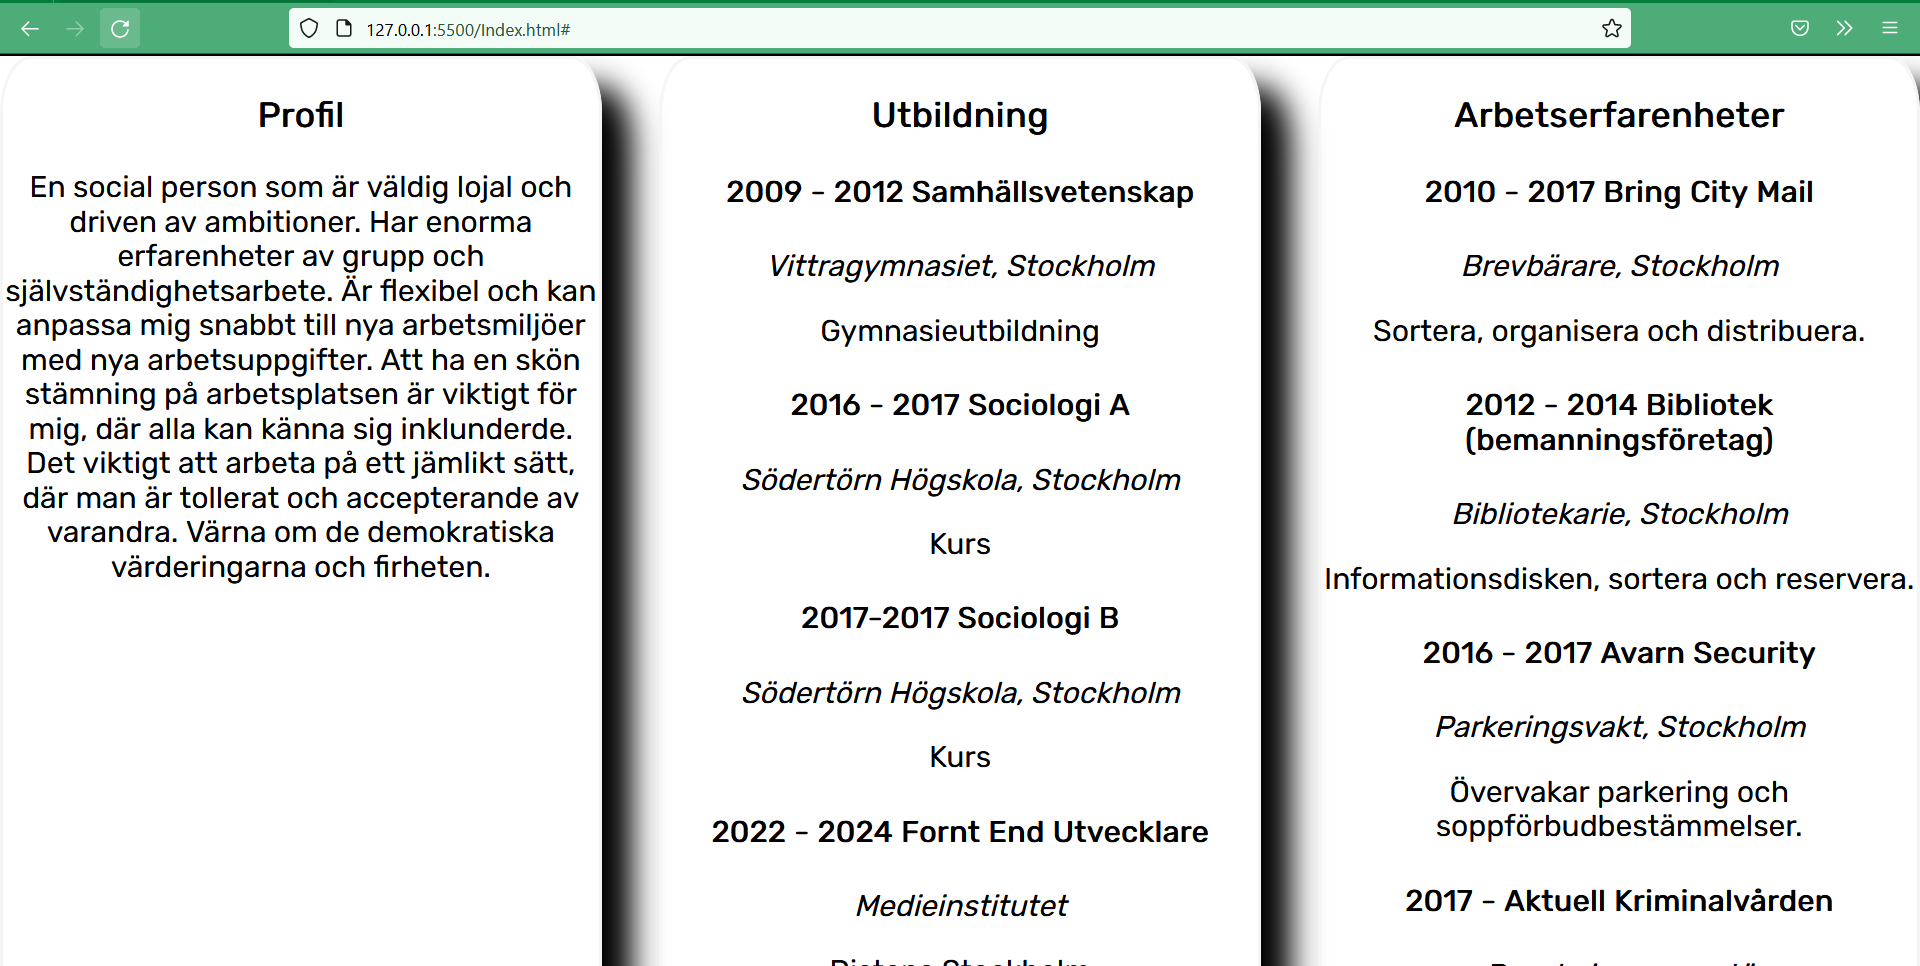 127.0.0.1:5500/Index.html#
Profil
En social person som är väldig lojal och
driven av ambitioner. Har enorma
erfarenheter av grupp och
självständighetsarbete. Är flexibel och kan
anpassa mig snabbt till nya arbetsmiljöer
med nya arbetsuppgifter. Att ha en skön
stämning på arbetsplatsen är viktigt för
mig, där alla kan känna sig inklunderde.
Det viktigt att arbeta på ett jämlikt sätt,
där man är tollerat och accepterande av
varandra. Värna om de demokratiska
värderingarna och firheten.
Utbildning
2009 - 2012 Samhällsvetenskap
Vittragymnasiet, Stockholm
Gymnasieutbildning
2016 - 2017 Sociologi A
Södertörn Högskola, Stockholm
Kurs
2017-2017 Sociologi B
Södertörn Högskola, Stockholm
Kurs
2022 - 2024 Fornt End Utvecklare
Medieinstitutet
Arbetserfarenheter
2010 - 2017 Bring City Mail
Brevbärare, Stockholm
Sortera, organisera och distribuera.
2012 - 2014 Bibliotek
(bemanningsföretag)
Bibliotekarie, Stockholm
Informationsdisken, sortera och reservera.
2016 - 2017 Avarn Security
Parkeringsvakt, Stockholm
Övervakar parkering och
soppförbudbestämmelser.
2017 - Aktuell Kriminalvården